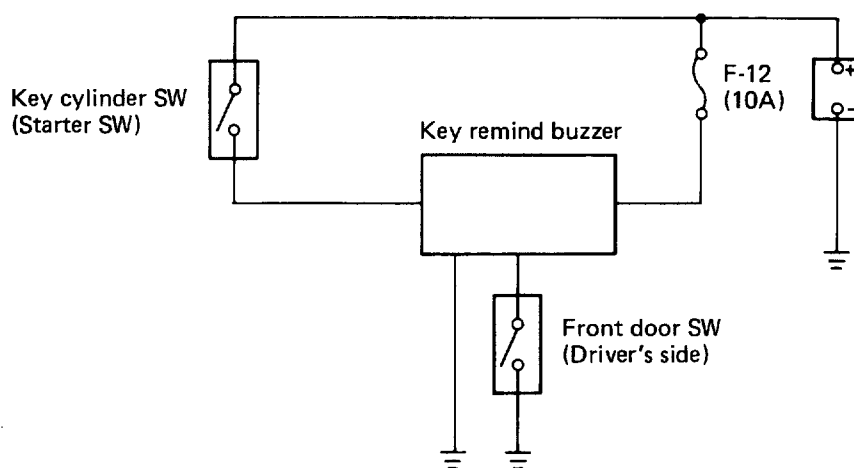 Key cylinder SW
(Starter SW)
F-12
(10A)
+
−
Key remind buzzer
Front door SW
(Driver's side)